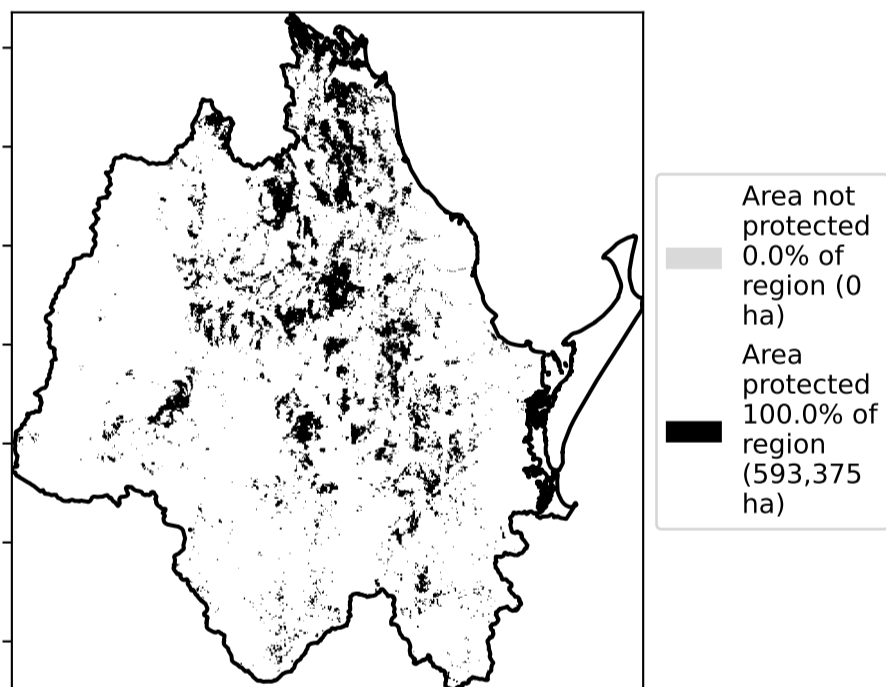 Area not
protected
0.0% of
region (0
ha)
Area
protected
100.0% of
region
(593,375
ha)